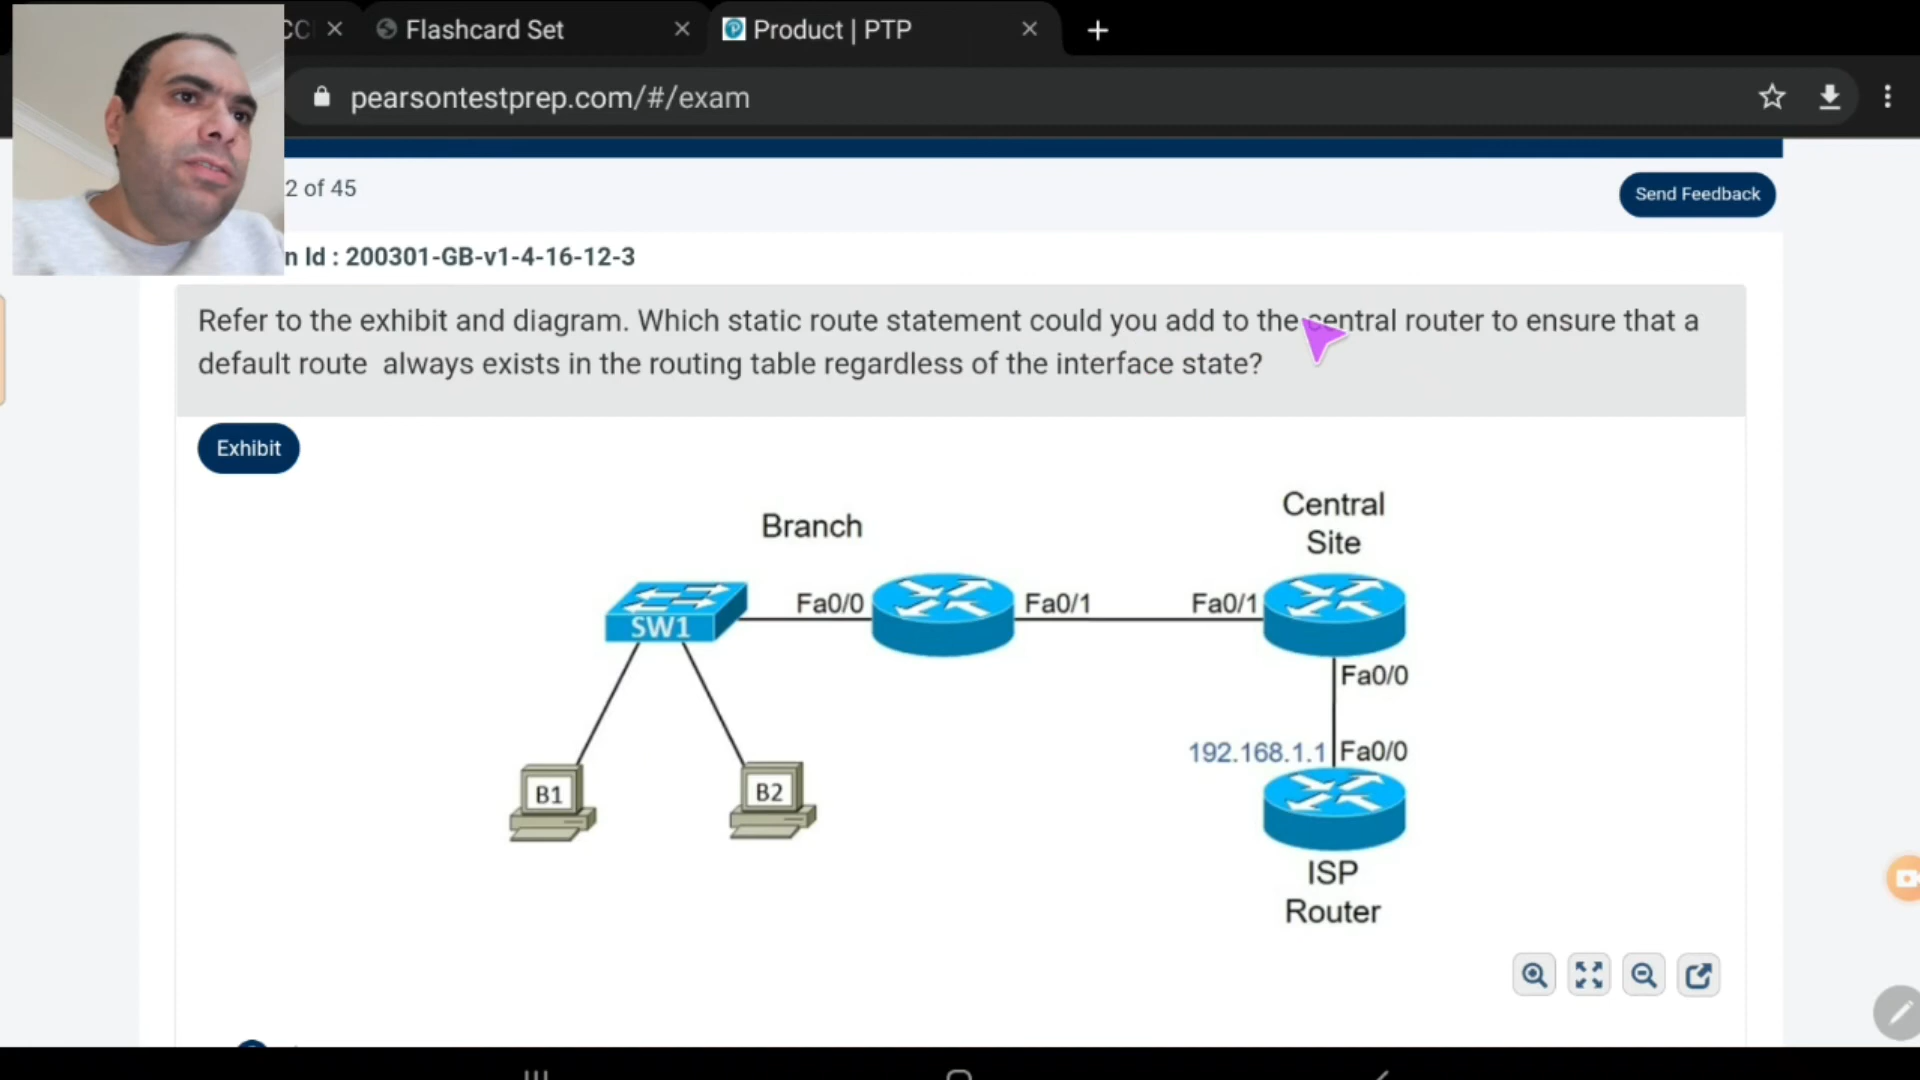 Flashcard Set
Product | PTP
pearsontestprep.com/#/exam
2 of 45
Send Feedback
n Id : 200301-GB-v1-4-16-12-3
Refer to the exhibit and diagram. Which static route statement could you add to the central router to ensure that a
default route always exists in the routing table regardless of the interface state?
Exhibit
Central
Site
Branch
Fa0/0
Fa0/1
Fa0/1
SW1
Fa0/0
192.168.1.1
Fa0/0
B1
B2
ISP
Router